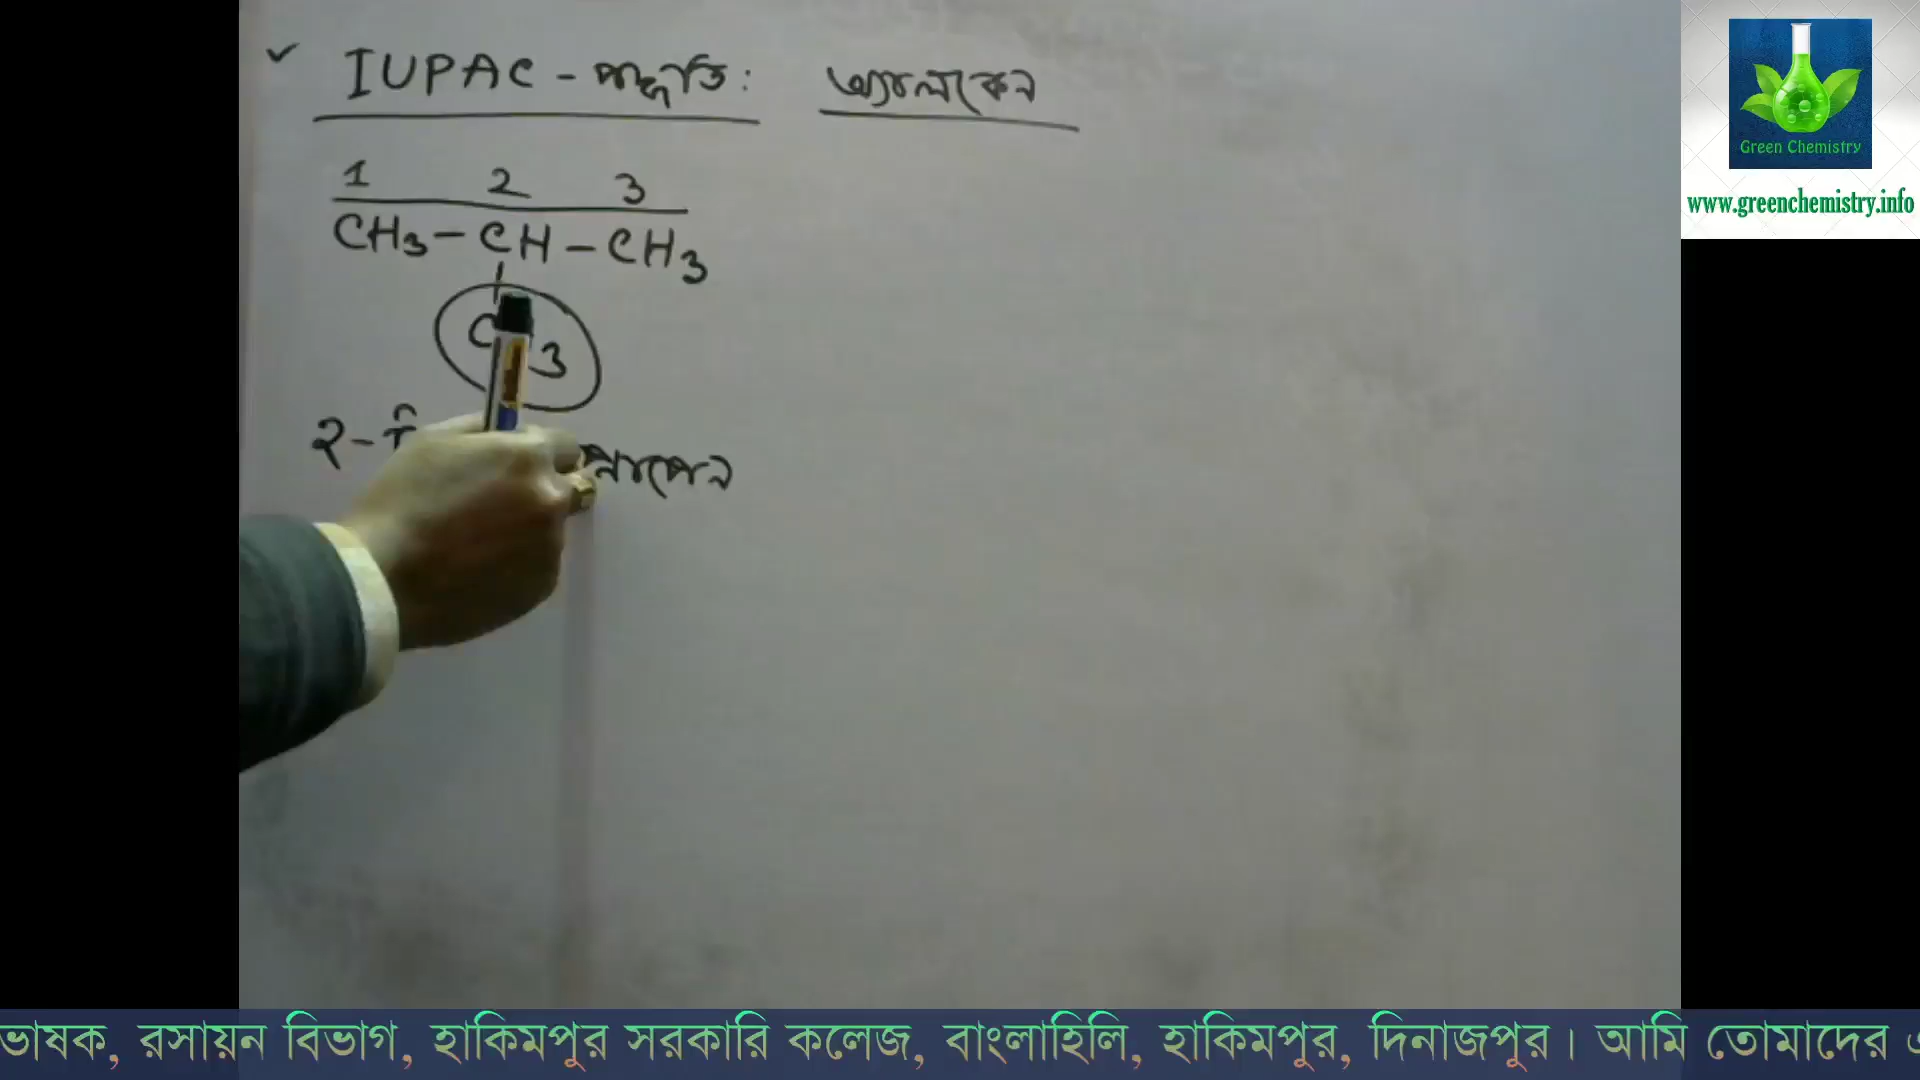 ✓ IUPAC - পদ্ধতি: অ্যালকেন
1 2 3
CH3 - CH - CH3
C 3
২- প্রোপেন
Green Chemistry
www.greenchemistry.info
ভাষক, রসায়ন বিভাগ, হাকিমপুর সরকারি কলেজ, বাংলাহিলি, হাকিমপুর, দিনাজপুর। আমি তোমাদের এ